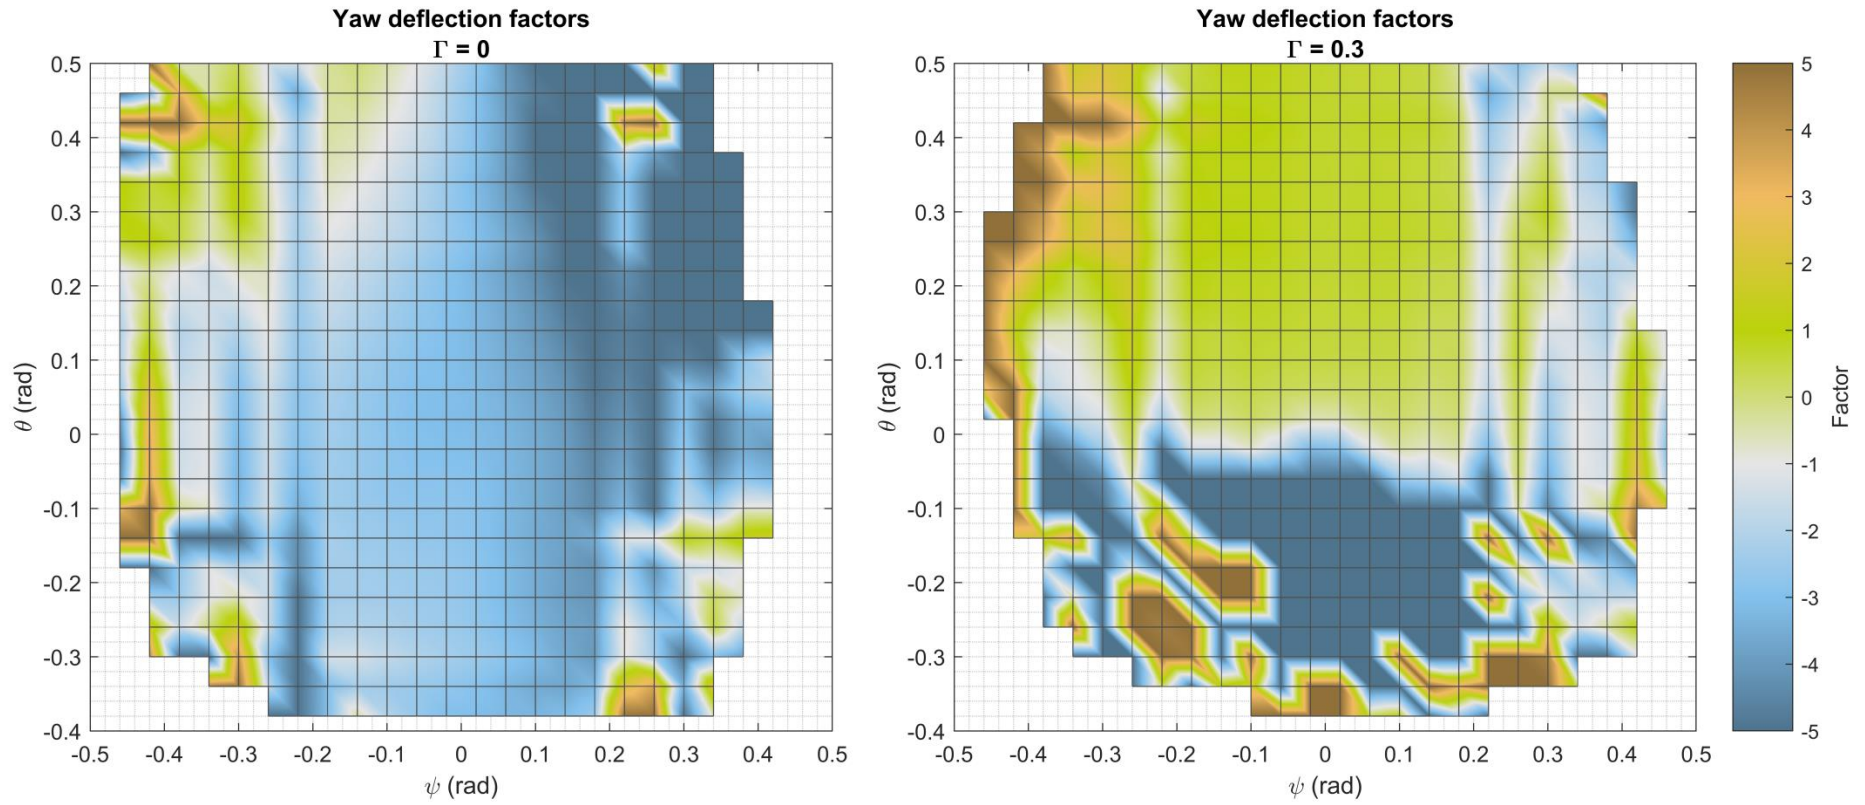 Yaw deflection factors
Γ = 0
0.5
0.4
0.3
0.2
0.1
0
-0.1
-0.2
-0.3
-0.4
θ (rad)
-0.5 -0.4 -0.3 -0.2 -0.1 0 0.1 0.2 0.3 0.4 0.5
ψ (rad)
Yaw deflection factors
Γ = 0.3
0.5
0.4
0.3
0.2
0.1
0
-0.1
-0.2
-0.3
-0.4
θ (rad)
-0.5 -0.4 -0.3 -0.2 -0.1 0 0.1 0.2 0.3 0.4 0.5
ψ (rad)
5
4
3
2
1
0
-1
-2
-3
-4
-5
Factor